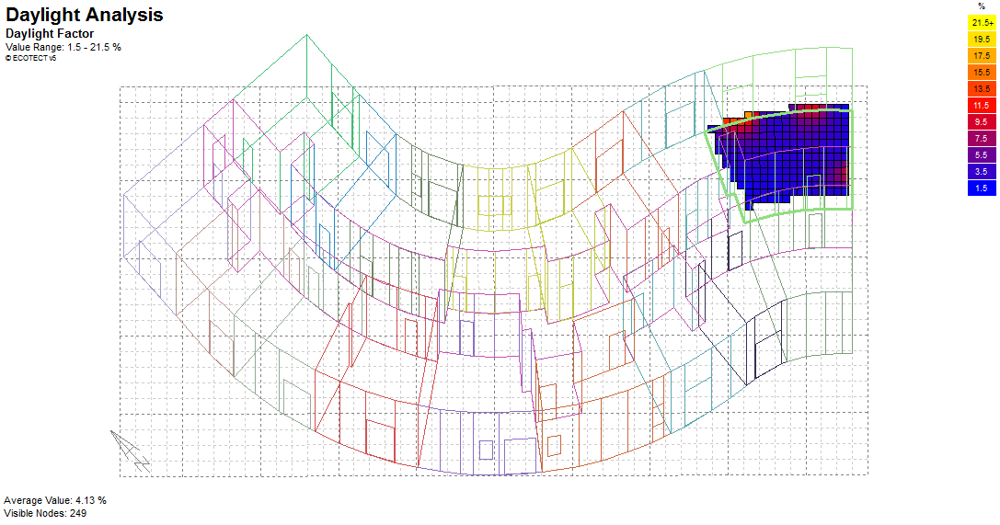 Daylight Analysis
Daylight Factor
Value Range: 1.5 - 21.5 %
© ECOTECT v5
%
21.5+
19.5
17.5
15.5
13.5
11.5
9.5
7.5
5.5
3.5
1.5
Average Value: 4.13 %
Visible Nodes: 249